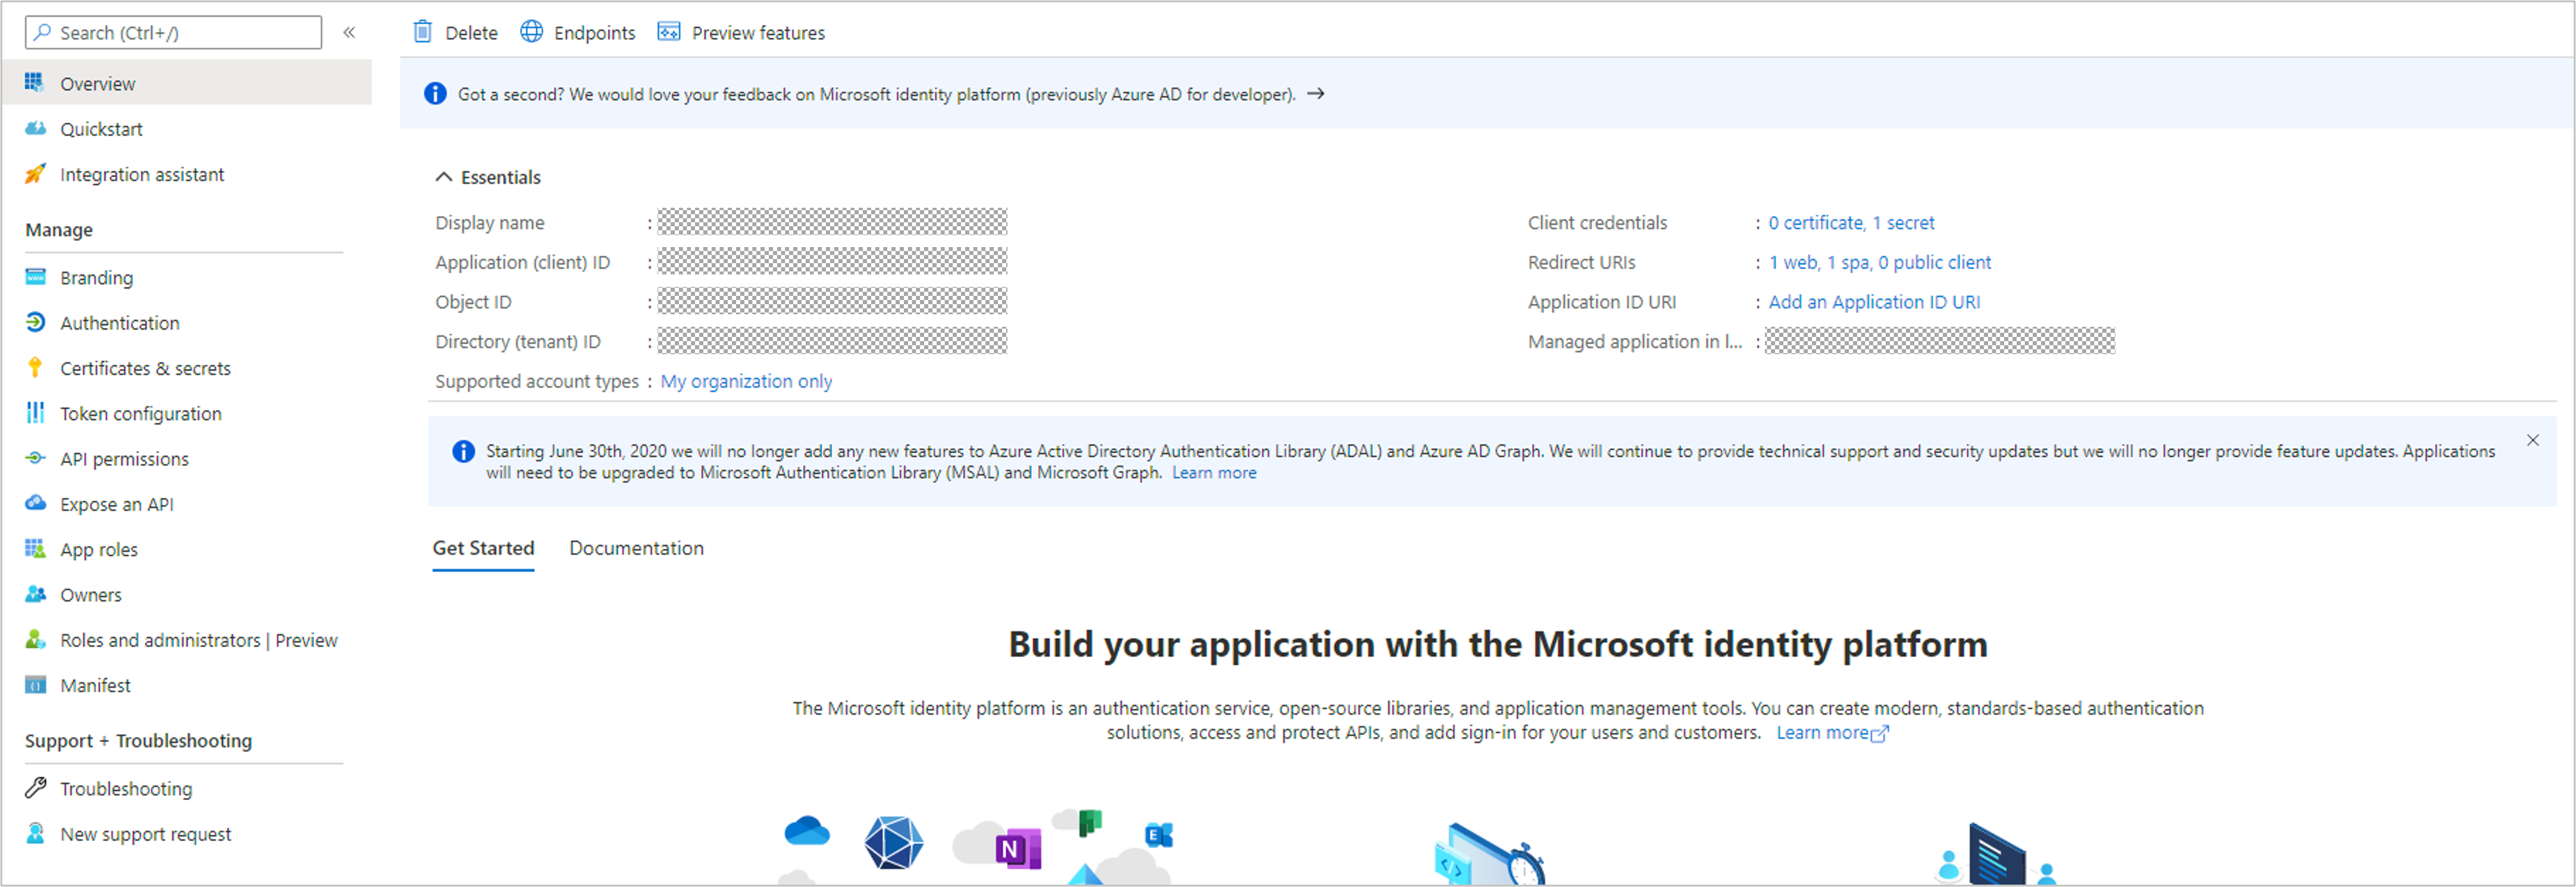 Search (Ctrl+/)
«
Overview
Quickstart
Integration assistant
Manage
Branding
Authentication
Certificates & secrets
Token configuration
API permissions
Expose an API
App roles
Owners
Roles and administrators | Preview
Manifest
Support + Troubleshooting
Troubleshooting
New support request
Delete Endpoints Preview features
Got a second? We would love your feedback on Microsoft identity platform (previously Azure AD for developer). →
Essentials
Display name :
Application (client) ID :
Object ID :
Directory (tenant) ID :
Supported account types : My organization only
Client credentials : 0 certificate, 1 secret
Redirect URIs : 1 web, 1 spa, 0 public client
Application ID URI : Add an Application ID URI
Managed application in l... :
Starting June 30th, 2020 we will no longer add any new features to Azure Active Directory Authentication Library (ADAL) and Azure AD Graph. We will continue to provide technical support and security updates but we will no longer provide feature updates. Applications
will need to be upgraded to Microsoft Authentication Library (MSAL) and Microsoft Graph. Learn more
Get Started Documentation
Build your application with the Microsoft identity platform
The Microsoft identity platform is an authentication service, open-source libraries, and application management tools. You can create modern, standards-based authentication
solutions, access and protect APIs, and add sign-in for your users and customers. Learn more
N
E